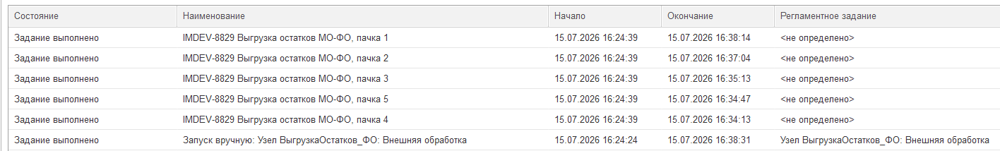 Состояние Наименование Начало Окончание Регламентное задание
Задание выполнено IMDEV-8829 Выгрузка остатков МО-ФО, пачка 1 15.07.2026 16:24:39 15.07.2026 16:38:14 <не определено>
Задание выполнено IMDEV-8829 Выгрузка остатков МО-ФО, пачка 2 15.07.2026 16:24:39 15.07.2026 16:37:04 <не определено>
Задание выполнено IMDEV-8829 Выгрузка остатков МО-ФО, пачка 3 15.07.2026 16:24:39 15.07.2026 16:35:13 <не определено>
Задание выполнено IMDEV-8829 Выгрузка остатков МО-ФО, пачка 5 15.07.2026 16:24:39 15.07.2026 16:34:47 <не определено>
Задание выполнено IMDEV-8829 Выгрузка остатков МО-ФО, пачка 4 15.07.2026 16:24:39 15.07.2026 16:34:13 <не определено>
Задание выполнено Запуск вручную: Узел ВыгрузкаОстатков_ФО: Внешняя обработка 15.07.2026 16:24:24 15.07.2026 16:38:31 Узел ВыгрузкаОстатков_ФО: Внешняя обработка